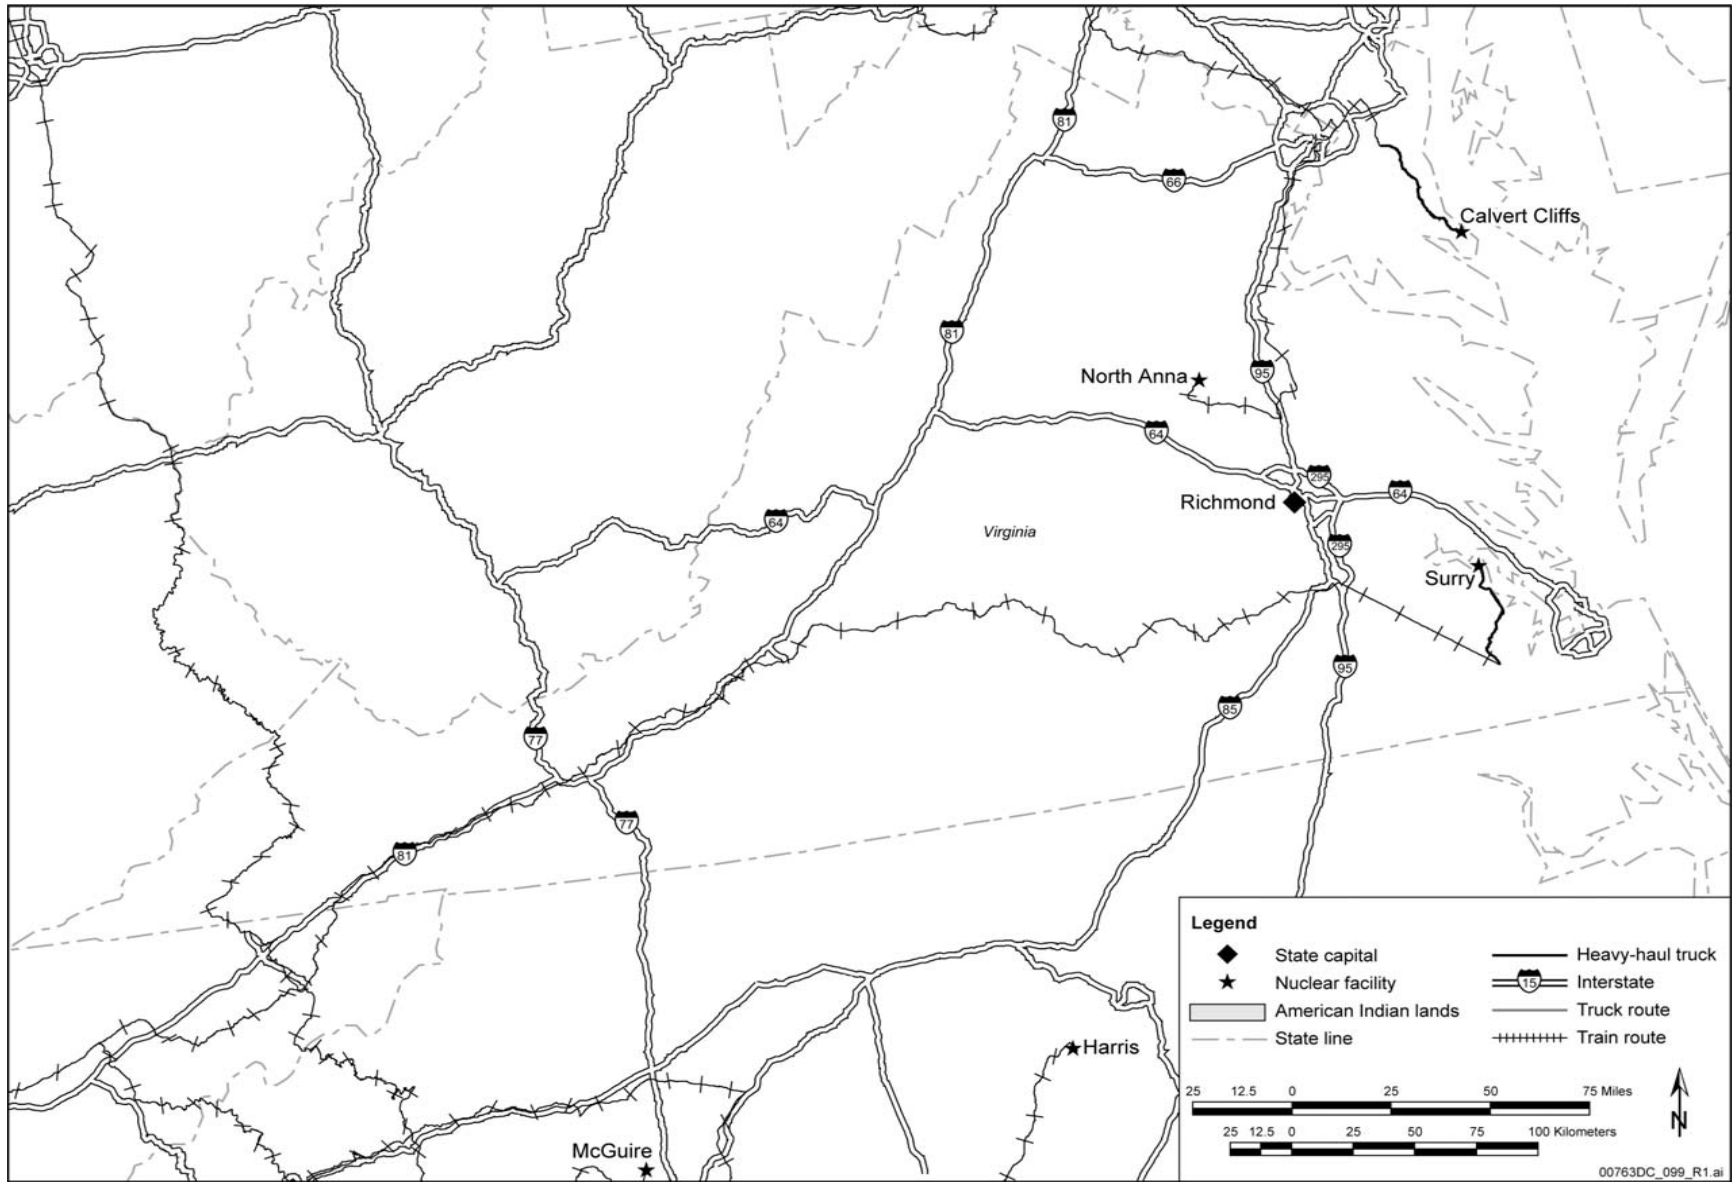 81
66
Calvert Cliffs
81
North Anna
95
64
295
64
Richmond
64
Virginia
295
Surry
95
85
77
77
81
Legend
State capital
Nuclear facility
American Indian lands
State line
Heavy-haul truck
15
Interstate
Truck route
Train route
25 12.5 0 25 50 75 Miles
25 12.5 0 25 50 75 100 Kilometers
N
Harris
McGuire
00763DC_099_R1.ai